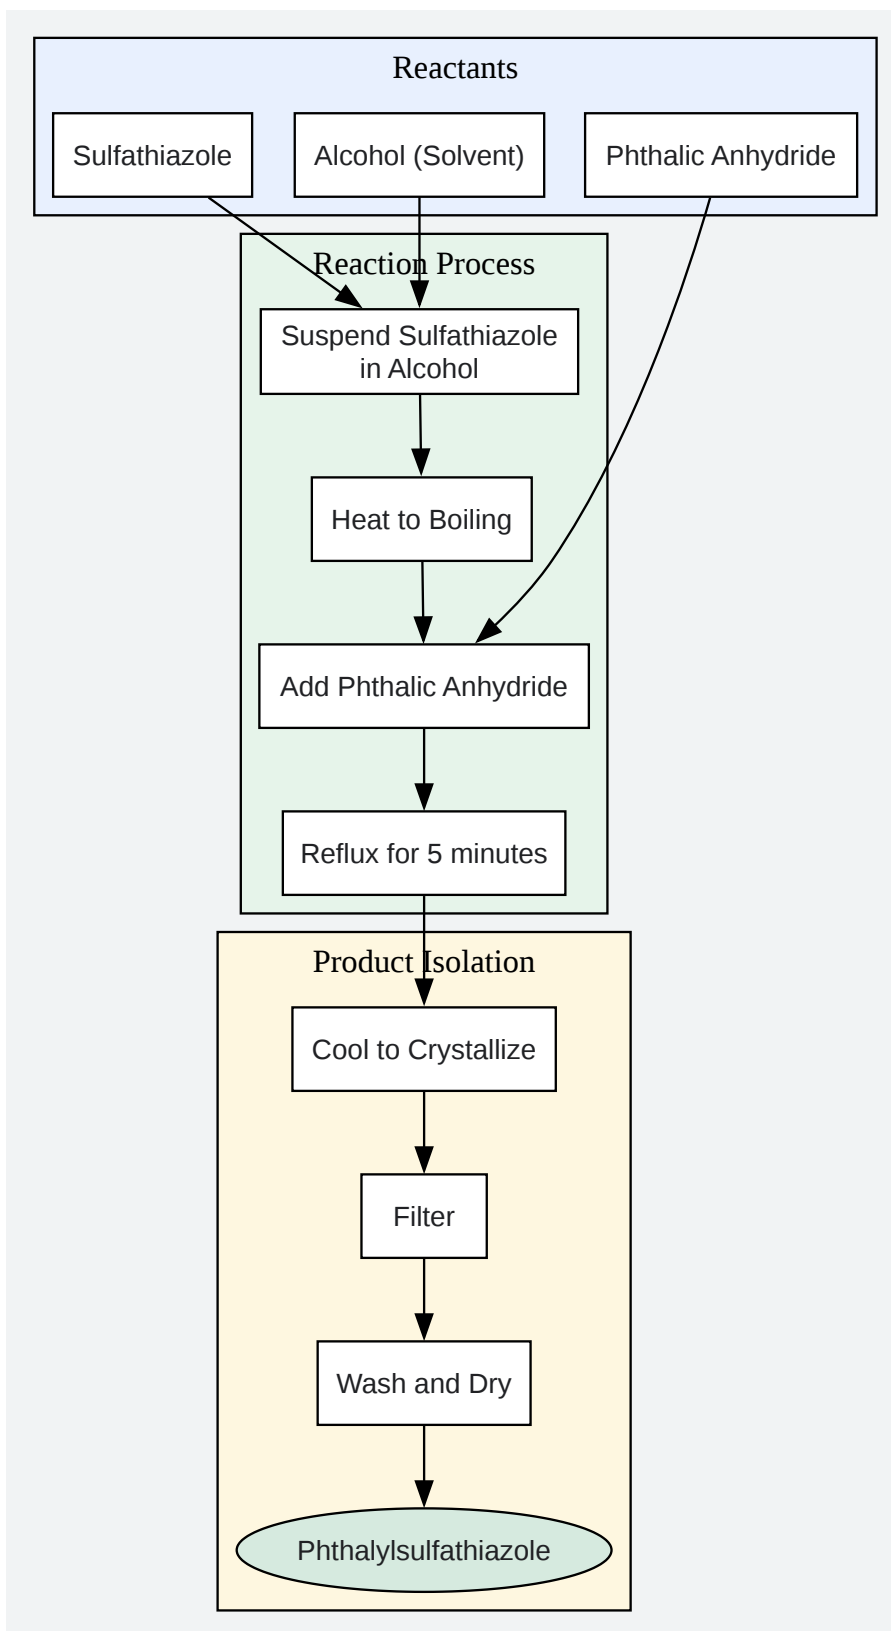 Reactants
Sulfathiazole
Alcohol (Solvent)
Phthalic Anhydride
Reaction Process
Suspend Sulfathiazole
in Alcohol
Heat to Boiling
Add Phthalic Anhydride
Reflux for 5 minutes
Product Isolation
Cool to Crystallize
Filter
Wash and Dry
Phthalylsulfathiazole